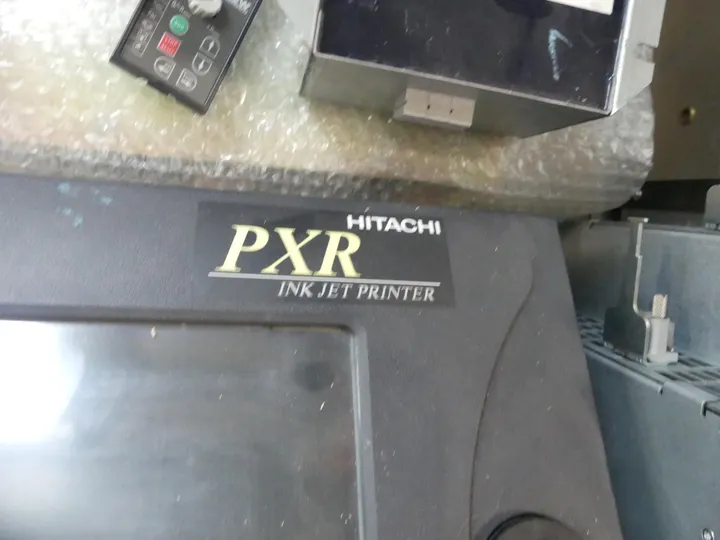 HITACHI
PXR
INK JET PRINTER